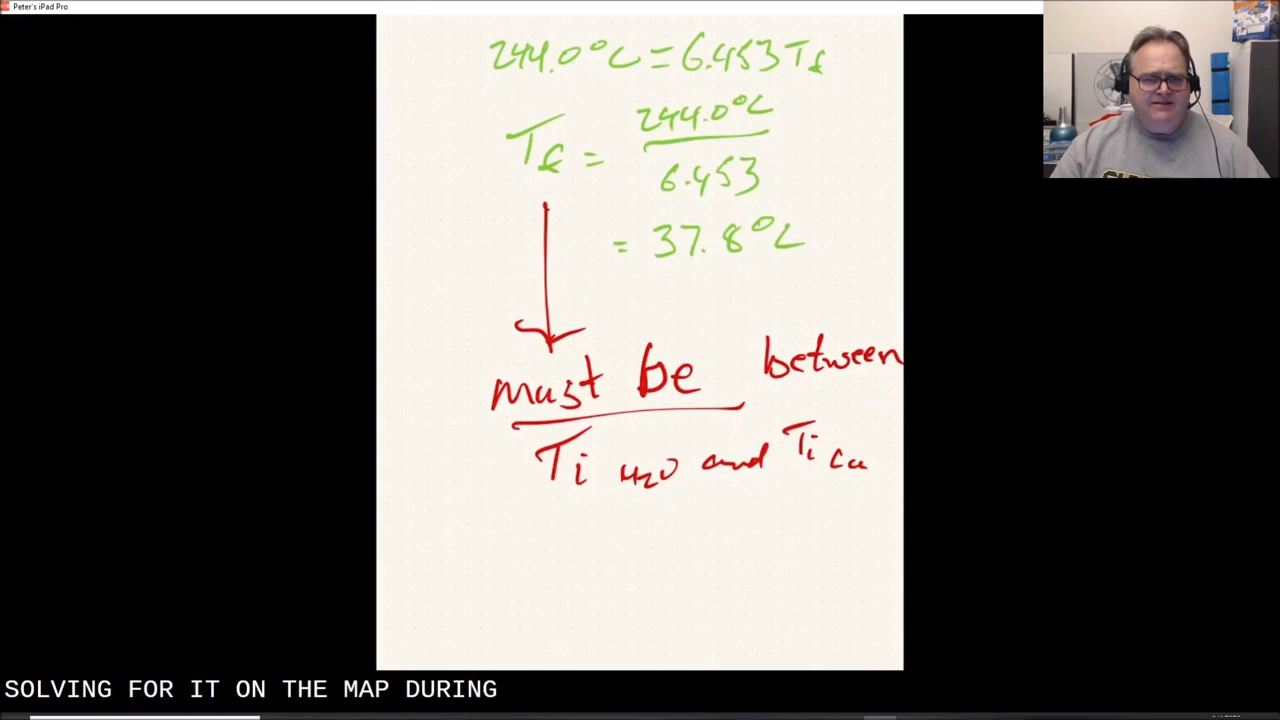 Peter's iPad Pro
244.0°C = 6.453 Tf
Tf = 244.0°C / 6.453
= 37.8°C
must be between
Ti H2O and Ti Cu
SOLVING FOR IT ON THE MAP DURING